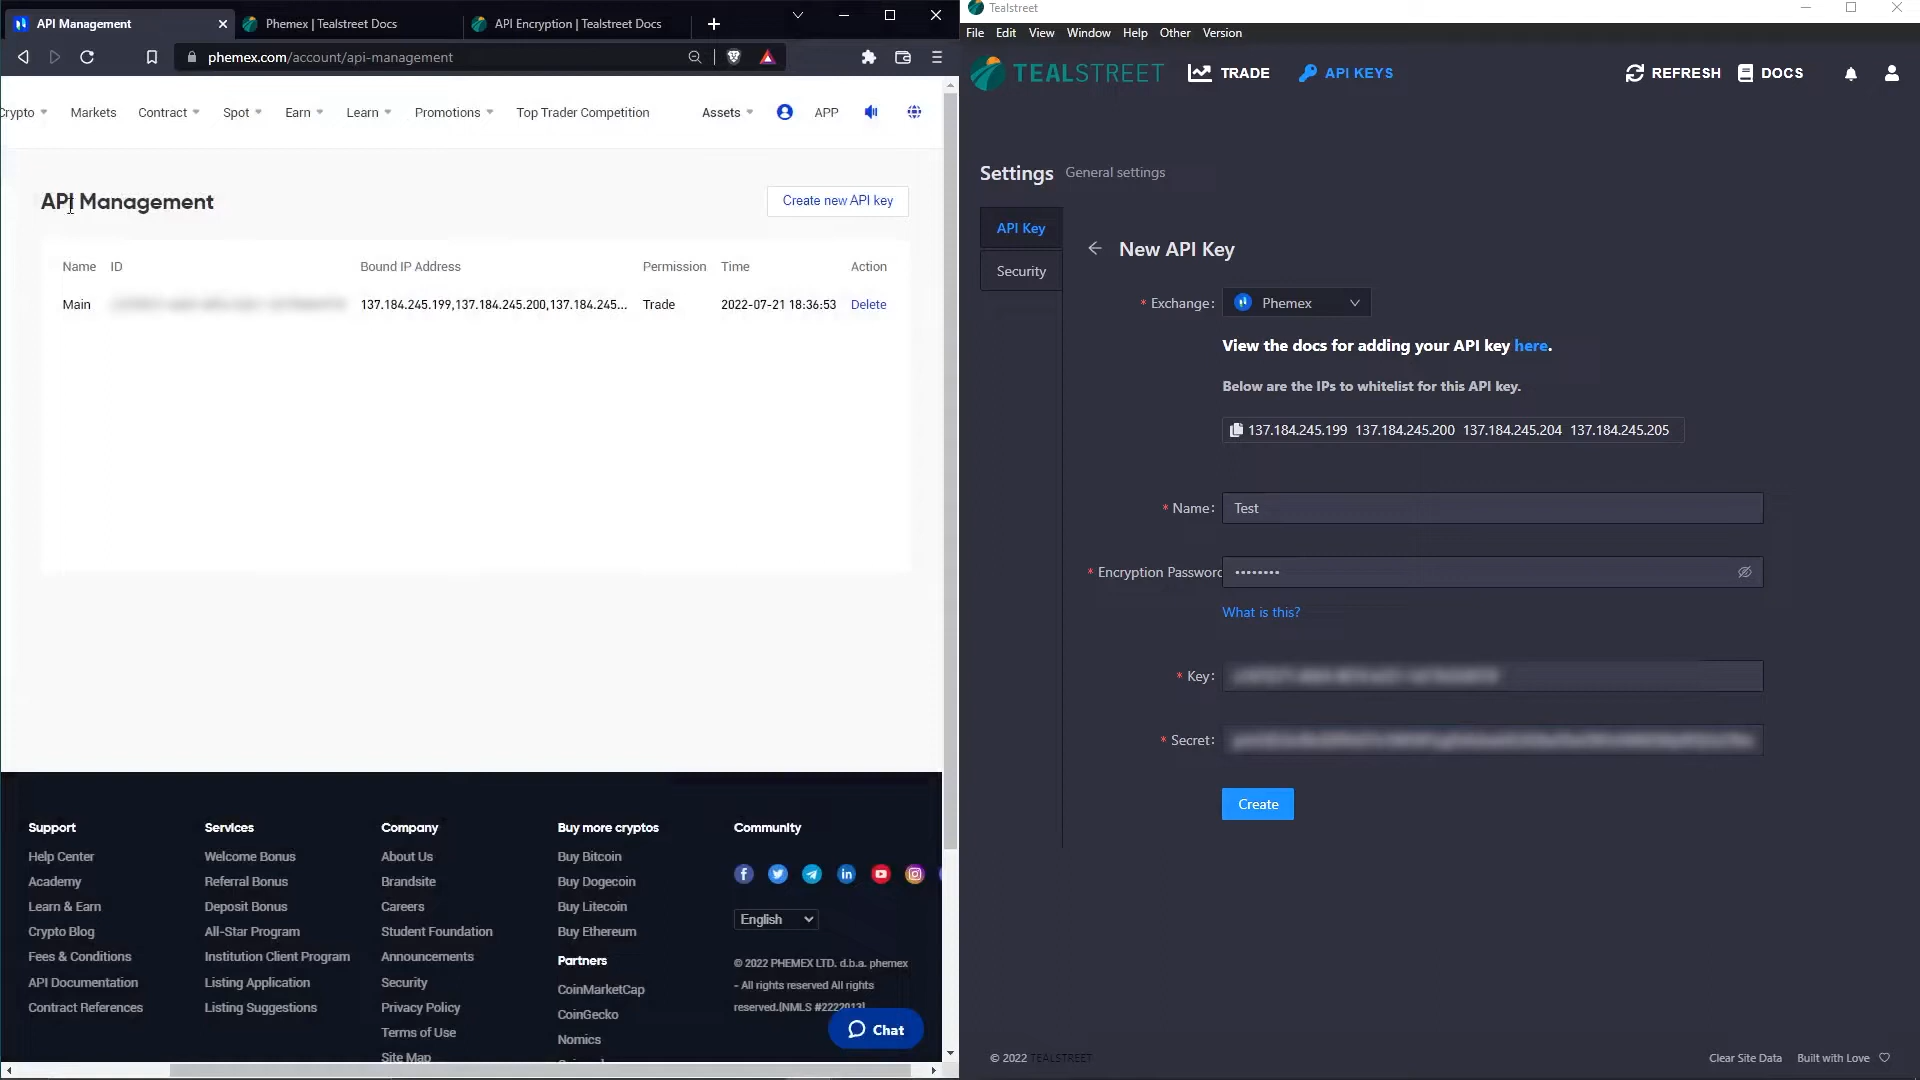 API Management
Phemex | Tealstreet Docs
API Encryption | Tealstreet Docs
phemex.com/account/api-management
Crypto
Markets
Contract
Spot
Earn
Learn
Promotions
Top Trader Competition
Assets
APP
API Management
Create new API key
Name ID Bound IP Address Permission Time Action
Main 137.184.245.199,137.184.245.200,137.184.245... Trade 2022-07-21 18:36:53 Delete
Support
Help Center
Academy
Learn & Earn
Crypto Blog
Fees & Conditions
API Documentation
Contract References
Services
Welcome Bonus
Referral Bonus
Deposit Bonus
All-Star Program
Institution Client Program
Listing Application
Listing Suggestions
Company
About Us
Brandsite
Careers
Student Foundation
Announcements
Security
Privacy Policy
Terms of Use
Site Map
Buy more cryptos
Buy Bitcoin
Buy Dogecoin
Buy Litecoin
Buy Ethereum
Partners
CoinMarketCap
CoinGecko
Nomics
Community
English
© 2022 PHEMEX LTD. d.b.a. phemex
- All rights reserved All rights
reserved.[NMLS #2222013]
Chat
Tealstreet
File Edit View Window Help Other Version
TEALSTREET
TRADE
API KEYS
REFRESH
DOCS
Settings General settings
API Key
Security
New API Key
* Exchange: Phemex
View the docs for adding your API key here.
Below are the IPs to whitelist for this API key.
137.184.245.199 137.184.245.200 137.184.245.204 137.184.245.205
* Name: Test
* Encryption Password ••••••••
What is this?
* Key:
* Secret:
Create
© 2022 TEALSTREET
Clear Site Data
Built with Love